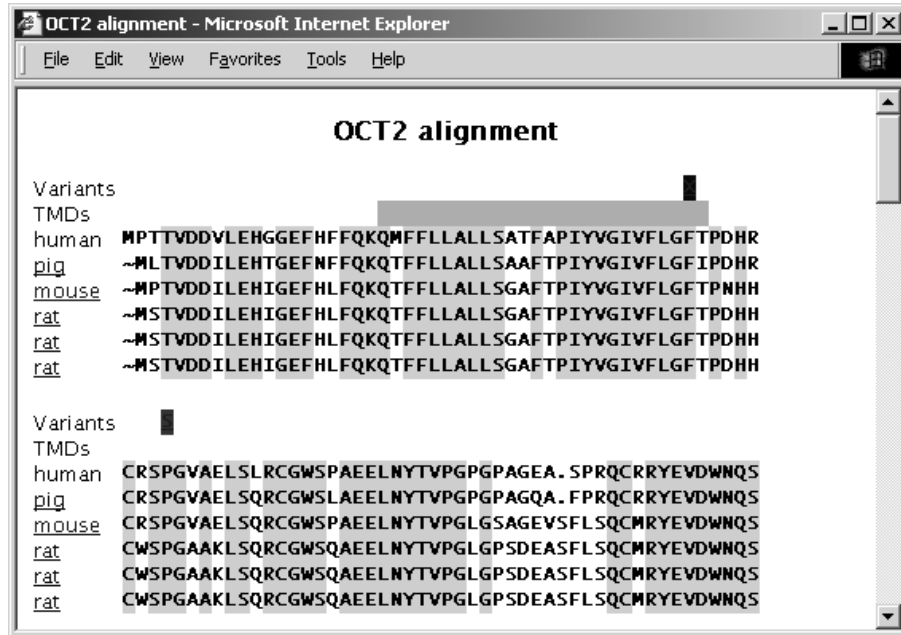 OCT2 alignment - Microsoft Internet Explorer
File Edit View Favorites Tools Help
OCT2 alignment
Variants
TMDs
human MPTTVDDVLEHGGEFHFFQKQMFFLLALLSATFAPIYVGIVFLGFTPDHR
pig ~MLTVDDILEHTGEFNFFQKQTFFLLALLSAAFTPIYVGIVFLGFIPDHR
mouse ~MPTVDDILEHIGEFHLFQKQTFFLLALLSGAFTPIYVGIVFLGFTPNHH
rat ~MSTVDDILEHIGEFHLFQKQTFFLLALLSGAFTPIYVGIVFLGFTPDHH
rat ~MSTVDDILEHIGEFHLFQKQTFFLLALLSGAFTPIYVGIVFLGFTPDHH
rat ~MSTVDDILEHIGEFHLFQKQTFFLLALLSGAFTPIYVGIVFLGFTPDHH
Variants S
TMDs
human CRSPGVAELSLRCGWSPAEELNYTVPGPGPAGEA.SPRQCRRYEVDWNQS
pig CRSPGVAELSQRCGWSLAEELNYTVPGPGPAGQA.FPRQCRRYEVDWNQS
mouse CRSPGVAELSQRCGWSPAEELNYTVPGLGSAGEVSFLSQCMRYEVDWNQS
rat CWSPGAAKLSQRCGWSQAEELNYTVPGLGPSDEASFLSQCMRYEVDWNQS
rat CWSPGAAKLSQRCGWSQAEELNYTVPGLGPSDEASFLSQCMRYEVDWNQS
rat CWSPGAAKLSQRCGWSQAEELNYTVPGLGPSDEASFLSQCMRYEVDWNQS